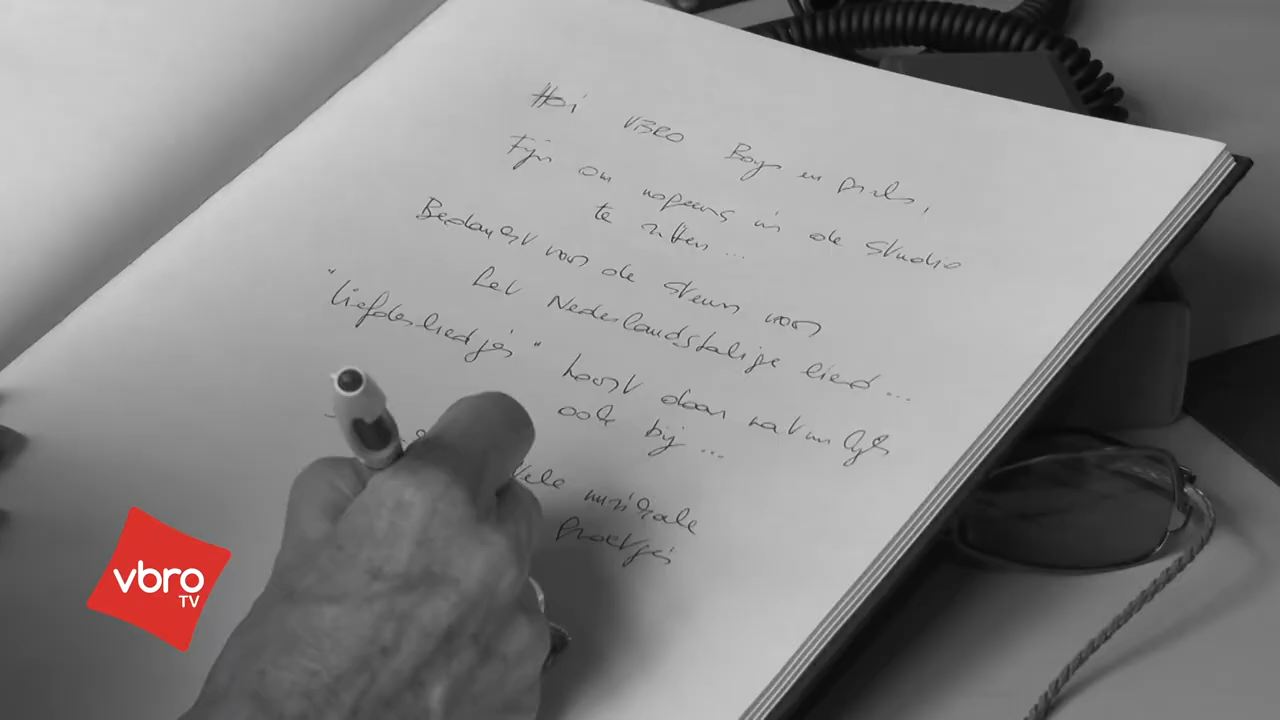 Hoi VBRO Boys en Girls,
Fijn om nogeens in de studio
te zitten ...
Bedankt voor de steun voor
het Nederlandstalige lied ...
"Liefdesliedjes" hoort daar natuurlijk
ook bij ...
Vele muzikale
groetjes
vbro
TV